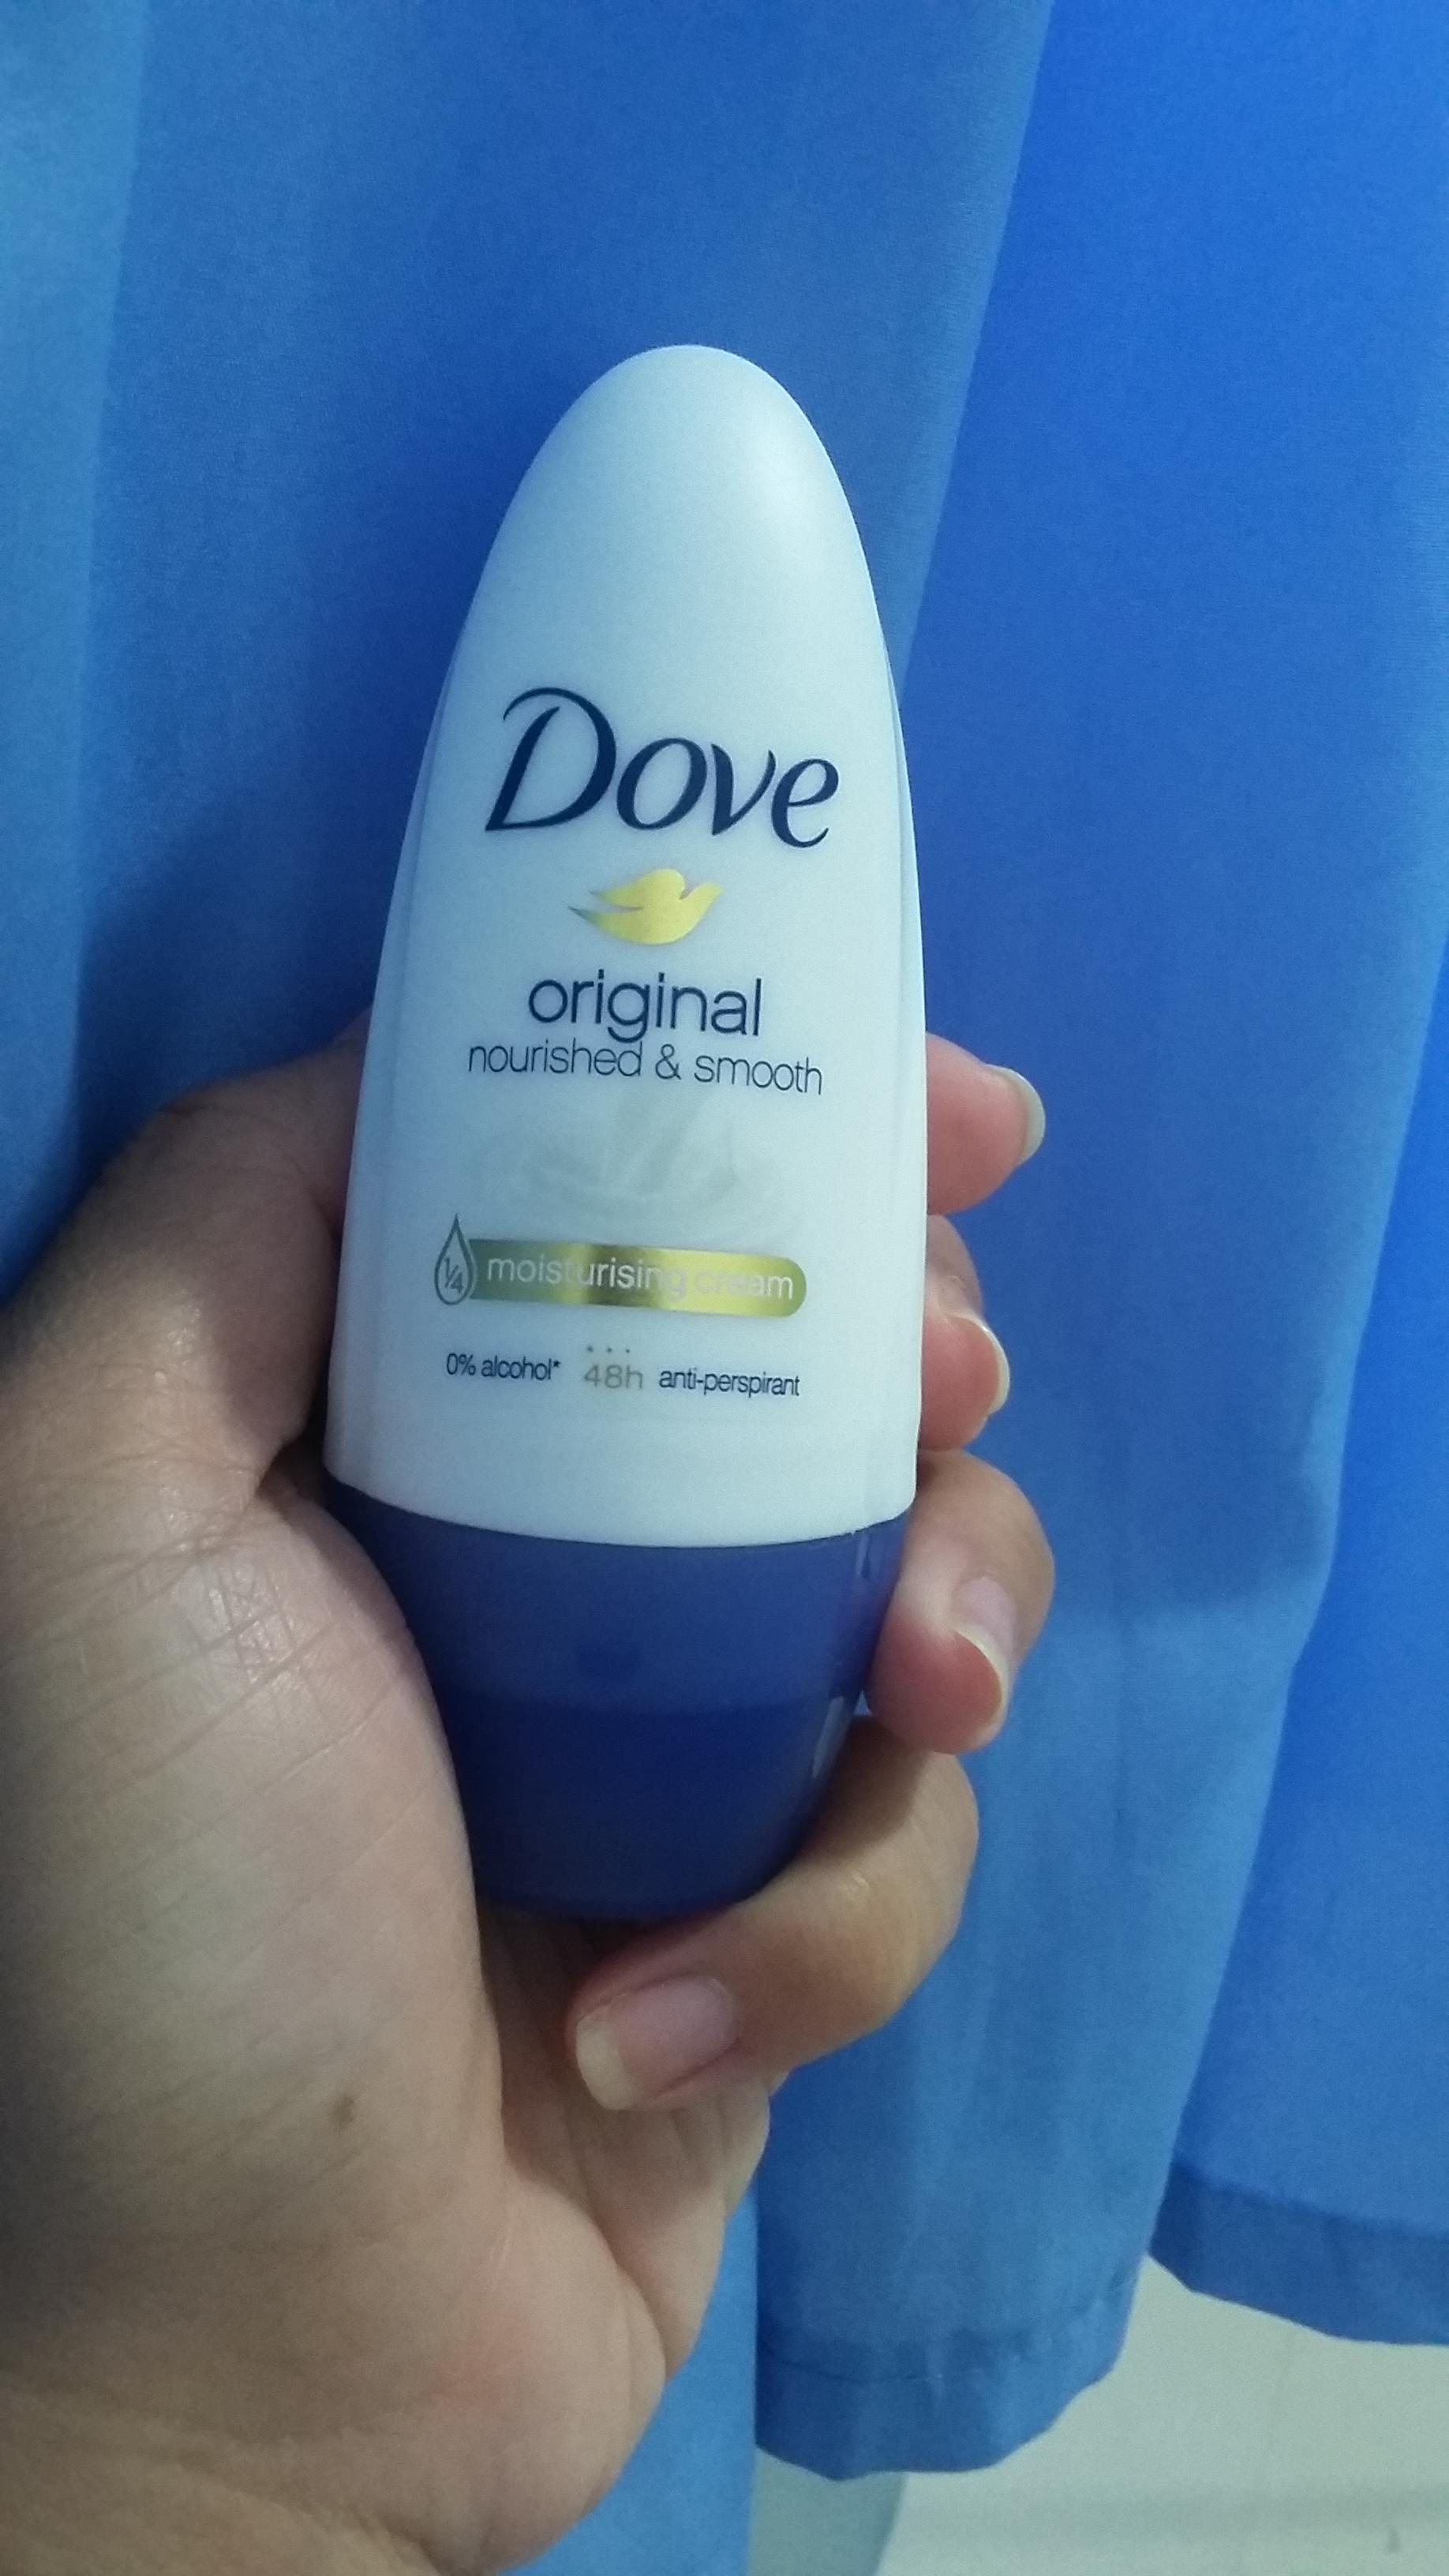 Dove
original
nourished & smooth
1/4 moisturising cream
0% alcohol* 48h anti-perspirant